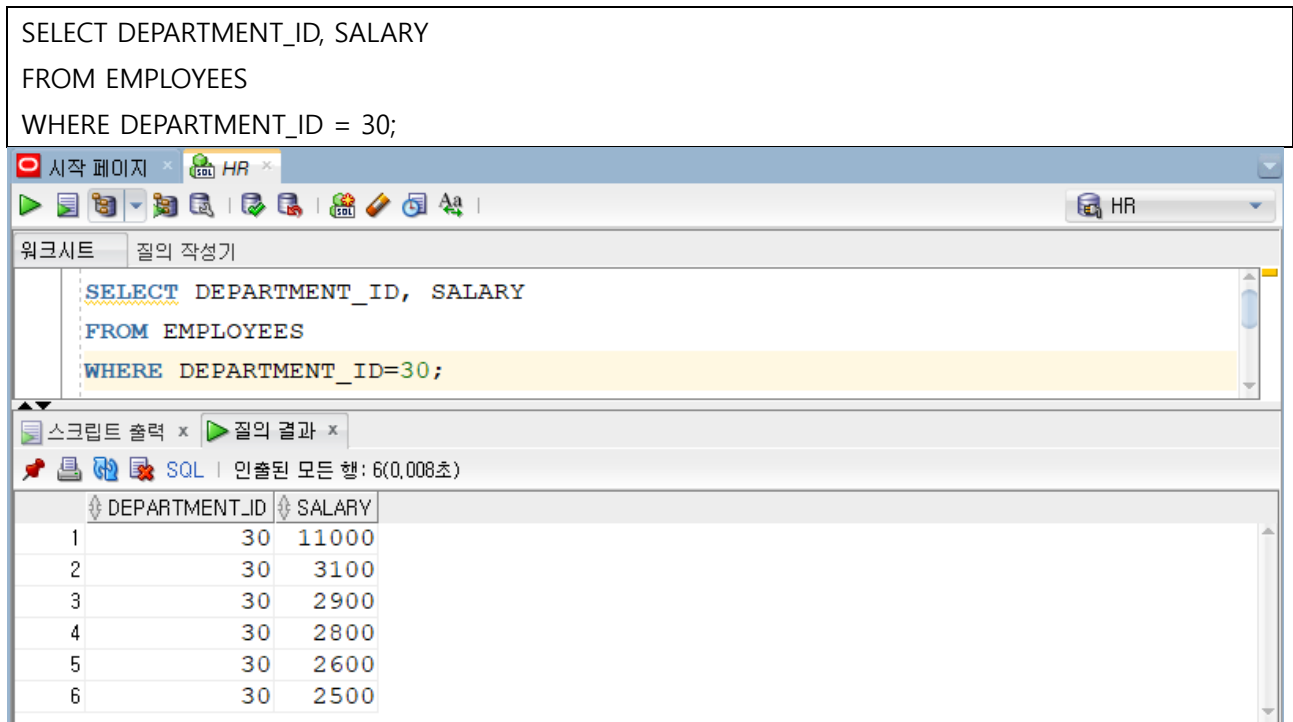 SELECT DEPARTMENT_ID, SALARY
FROM EMPLOYEES
WHERE DEPARTMENT_ID = 30;
시작 페이지 × HR ×
HR
워크시트 질의 작성기
SELECT DEPARTMENT_ID, SALARY
FROM EMPLOYEES
WHERE DEPARTMENT_ID=30;
스크립트 출력 × 질의 결과 ×
SQL | 인출된 모든 행: 6(0,008초)
DEPARTMENT_ID SALARY
1 30 11000
2 30 3100
3 30 2900
4 30 2800
5 30 2600
6 30 2500